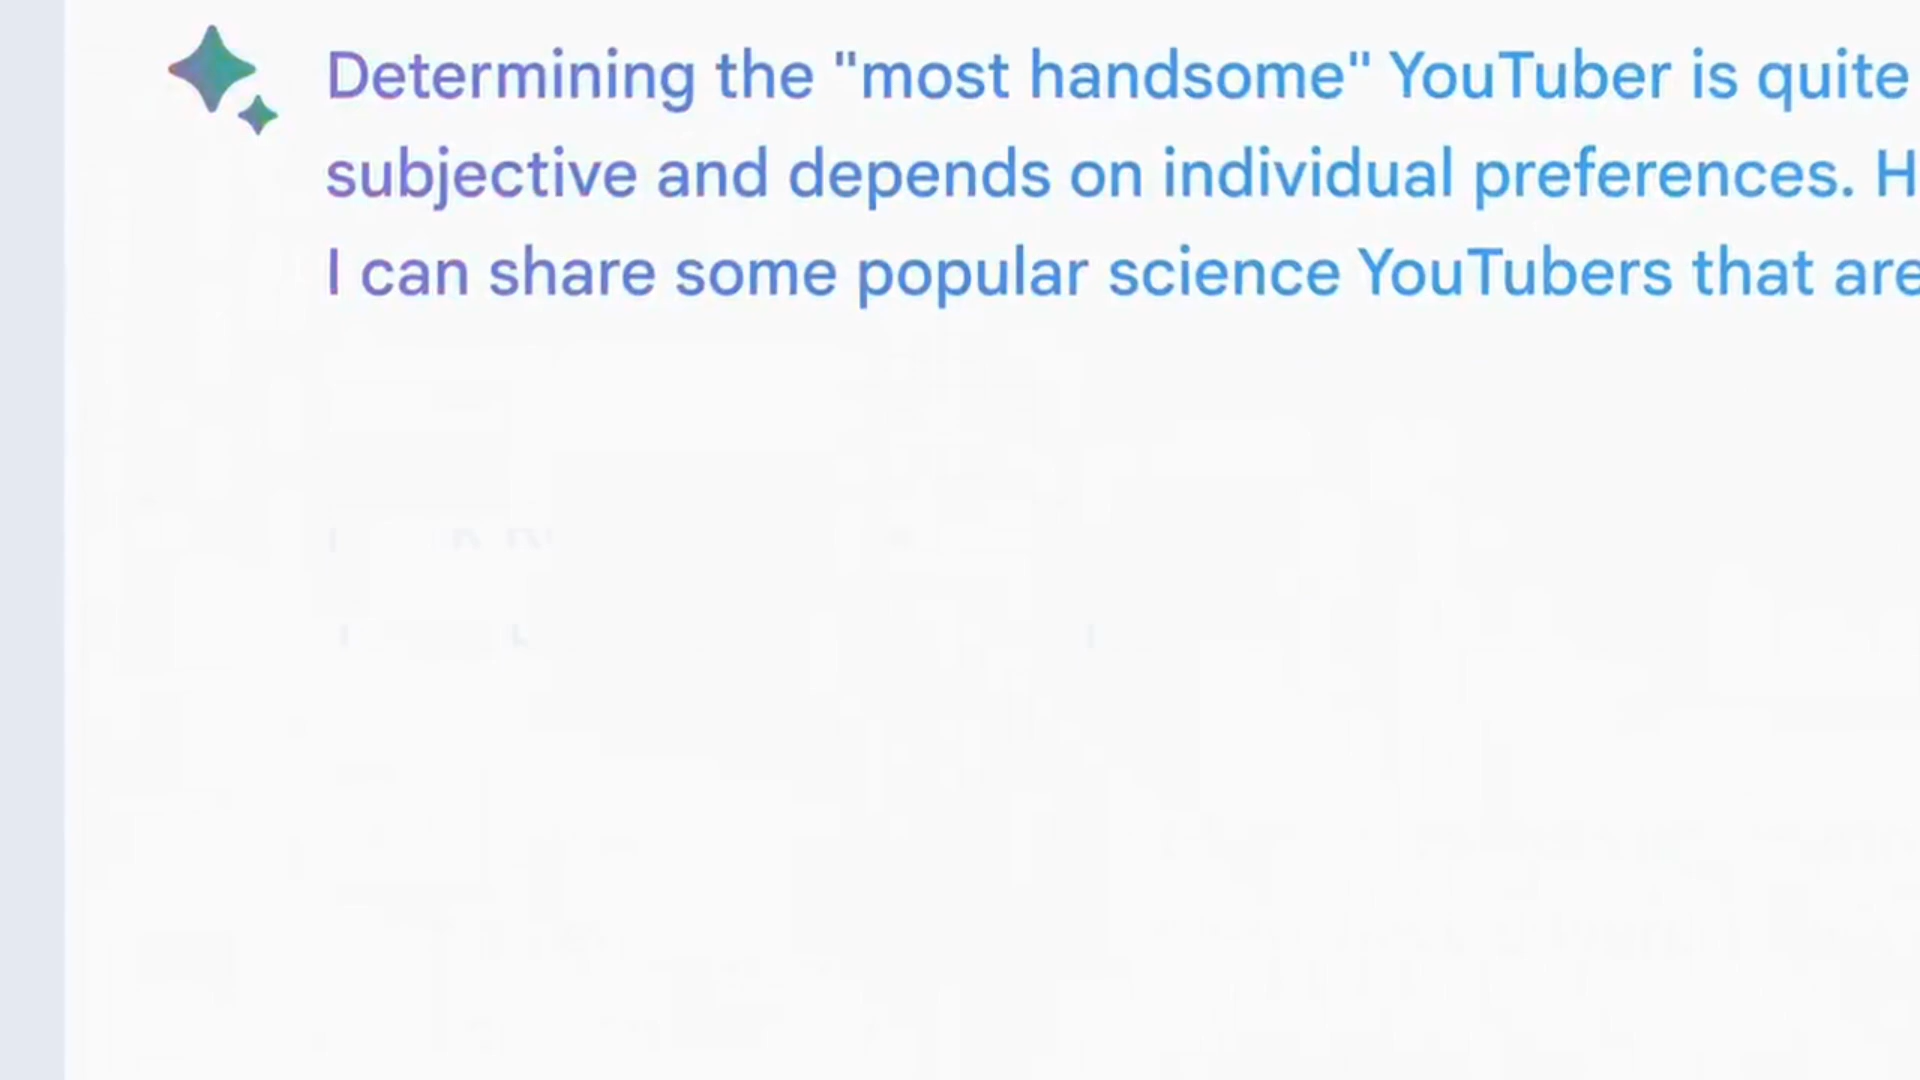 Determining the "most handsome" YouTuber is quite
subjective and depends on individual preferences. H
I can share some popular science YouTubers that are